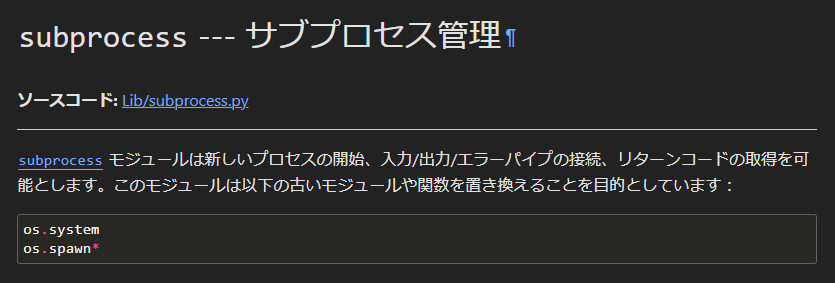 subprocess --- サブプロセス管理¶
ソースコード: Lib/subprocess.py
subprocess モジュールは新しいプロセスの開始、入力/出力/エラーパイプの接続、リターンコードの取得を可
能とします。このモジュールは以下の古いモジュールや関数を置き換えることを目的としています：
os.system
os.spawn*